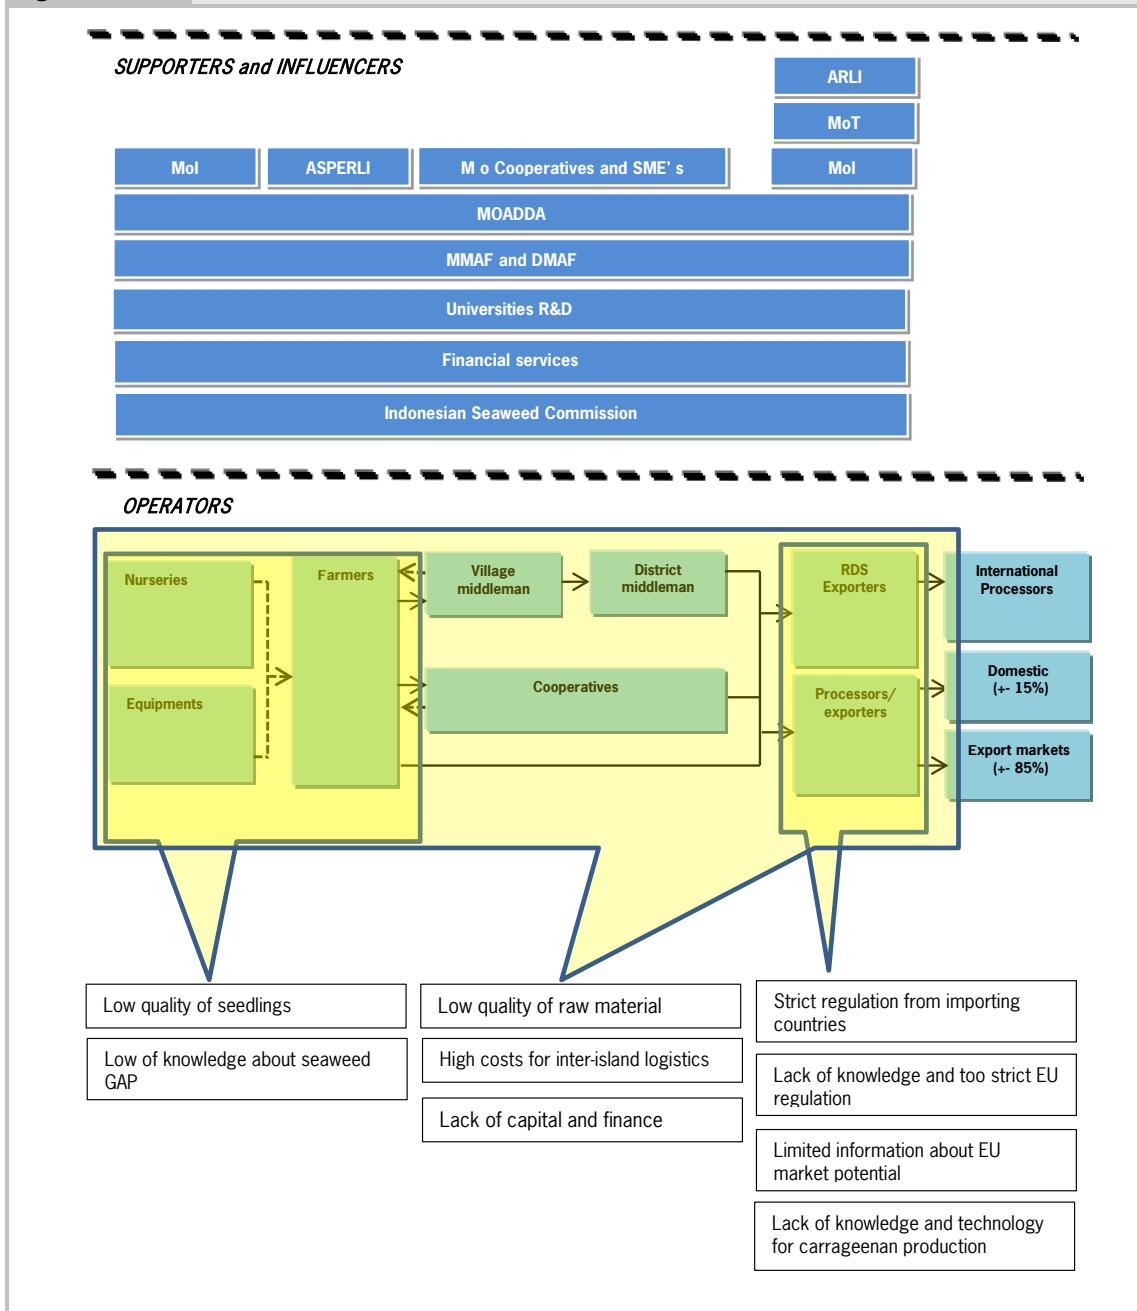 SUPPORTERS and INFLUENCERS
ARLI
MoT
MoI
ASPERLI
M o Cooperatives and SME' s
MoI
MOADDA
MMAF and DMAF
Universities R&D
Financial services
Indonesian Seaweed Commission
OPERATORS
Nurseries
Equipments
Farmers
Village
middleman
District
middleman
Cooperatives
RDS
Exporters
Processors/
exporters
International
Processors
Domestic
(+- 15%)
Export markets
(+- 85%)
Low quality of seedlings
Low of knowledge about seaweed
GAP
Low quality of raw material
High costs for inter-island logistics
Lack of capital and finance
Strict regulation from importing
countries
Lack of knowledge and too strict EU
regulation
Limited information about EU
market potential
Lack of knowledge and technology
for carrageenan production